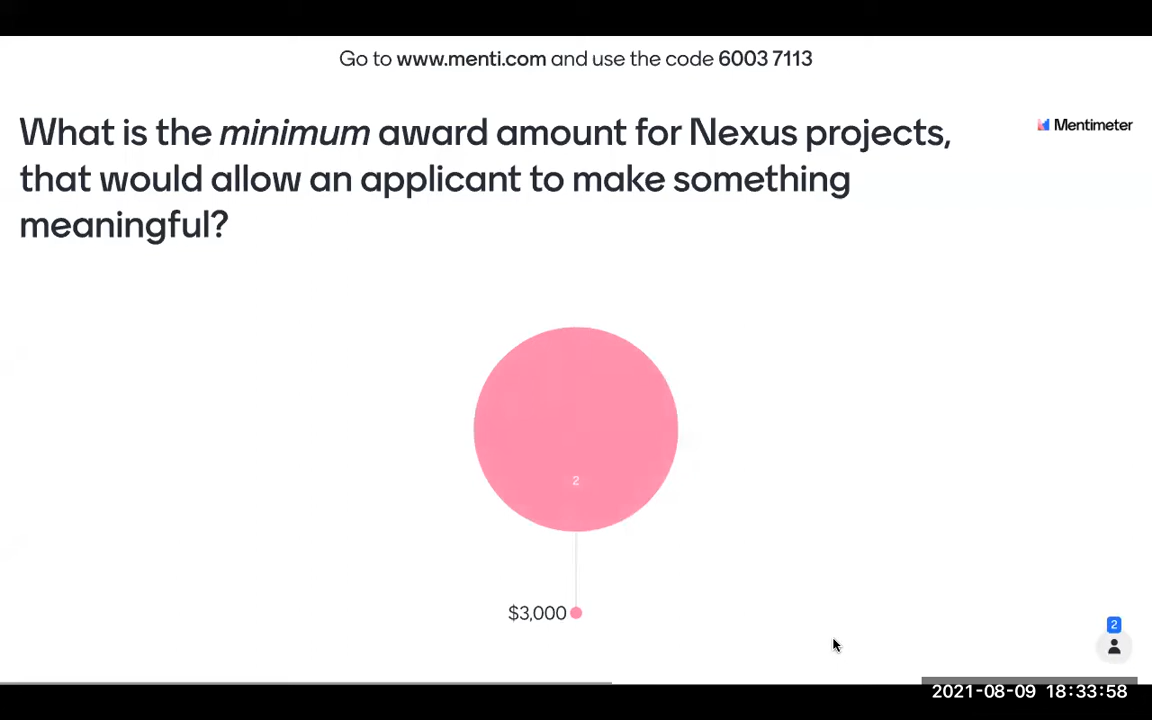 Go to www.menti.com and use the code 6003 7113
What is the minimum award amount for Nexus projects,
that would allow an applicant to make something
meaningful?
Mentimeter
2
$3,000
2
2021-08-09 18:33:58